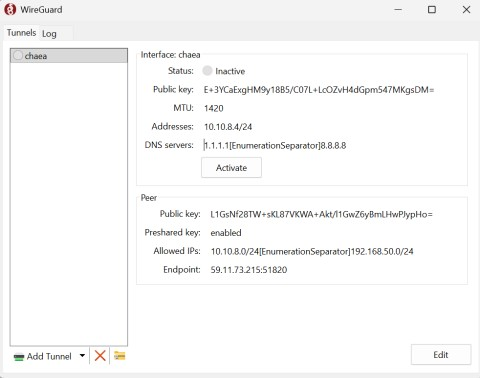 WireGuard
Tunnels Log
chaea
Interface: chaea
Status: Inactive
Public key: E+3YCaExgHM9y18B5/C07L+LcOZvH4dGpm547MKgsDM=
MTU: 1420
Addresses: 10.10.8.4/24
DNS servers: 1.1.1.1[EnumerationSeparator]8.8.8.8
Activate
Peer
Public key: L1GsNf28TW+sKL87VKWA+Akt/l1GwZ6yBmLHwPJypHo=
Preshared key: enabled
Allowed IPs: 10.10.8.0/24[EnumerationSeparator]192.168.50.0/24
Endpoint: 59.11.73.215:51820
Add Tunnel
Edit